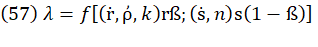 (57) λ = f[(ṙ, ṗ, k)rß; (ṡ, n)s(1 − ß)]